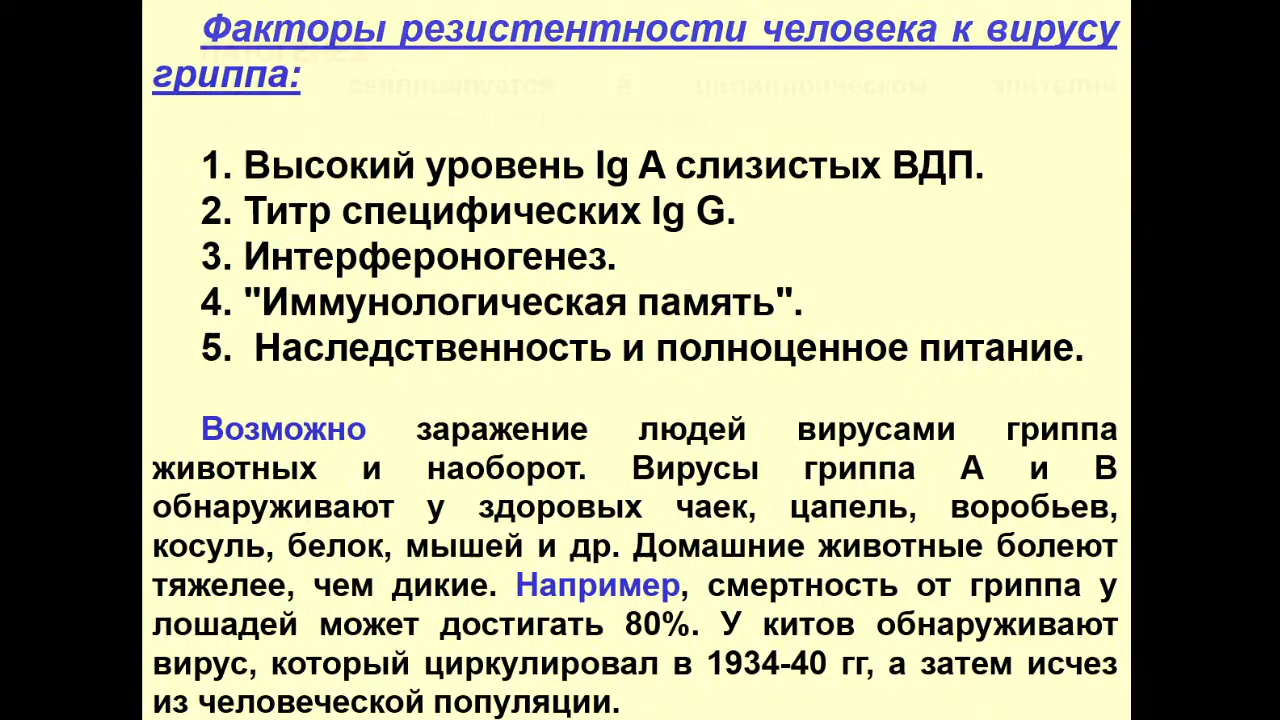 Факторы резистентности человека к вирусу
гриппа:
1. Высокий уровень Ig A слизистых ВДП.
2. Титр специфических Ig G.
3. Интерфероногенез.
4. "Иммунологическая память".
5. Наследственность и полноценное питание.
Возможно заражение людей вирусами гриппа
животных и наоборот. Вирусы гриппа А и В
обнаруживают у здоровых чаек, цапель, воробьев,
косуль, белок, мышей и др. Домашние животные болеют
тяжелее, чем дикие. Например, смертность от гриппа у
лошадей может достигать 80%. У китов обнаруживают
вирус, который циркулировал в 1934-40 гг, а затем исчез
из человеческой популяции.